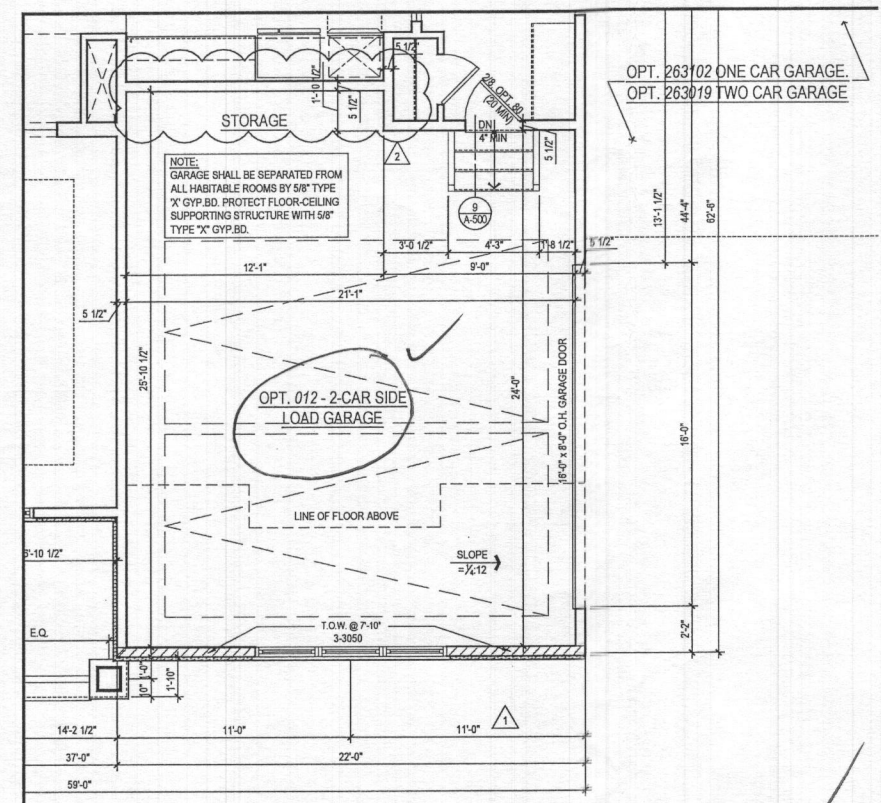 OPT. 263102 ONE CAR GARAGE.
OPT. 263019 TWO CAR GARAGE
5 1/2"
1'-10 1/2"
5 1/2"
STORAGE
2/8 OPT. 80
(20 MIN)
DN
4" MIN
5 1/2"
2
NOTE:
GARAGE SHALL BE SEPARATED FROM
ALL HABITABLE ROOMS BY 5/8" TYPE
'X' GYP.BD. PROTECT FLOOR-CEILING
SUPPORTING STRUCTURE WITH 5/8"
TYPE "X" GYP.BD.
9
A-500
13'-1 1/2"
44'-4"
62'-6"
3'-0 1/2"
4'-3"
1'-8 1/2"
5 1/2"
12'-1"
9'-0"
21'-1"
5 1/2"
25'-10 1/2"
24'-0"
16'-0" x 8'-0" O.H. GARAGE DOOR
16'-0"
OPT. 012 - 2-CAR SIDE
LOAD GARAGE
LINE OF FLOOR ABOVE
SLOPE
=¼:12
'-10 1/2"
E.Q.
T.O.W. @ 7'-10"
3-3050
2'-2"
10"
1'-0"
1'-10"
1
14'-2 1/2"
11'-0"
11'-0"
37'-0"
22'-0"
59'-0"